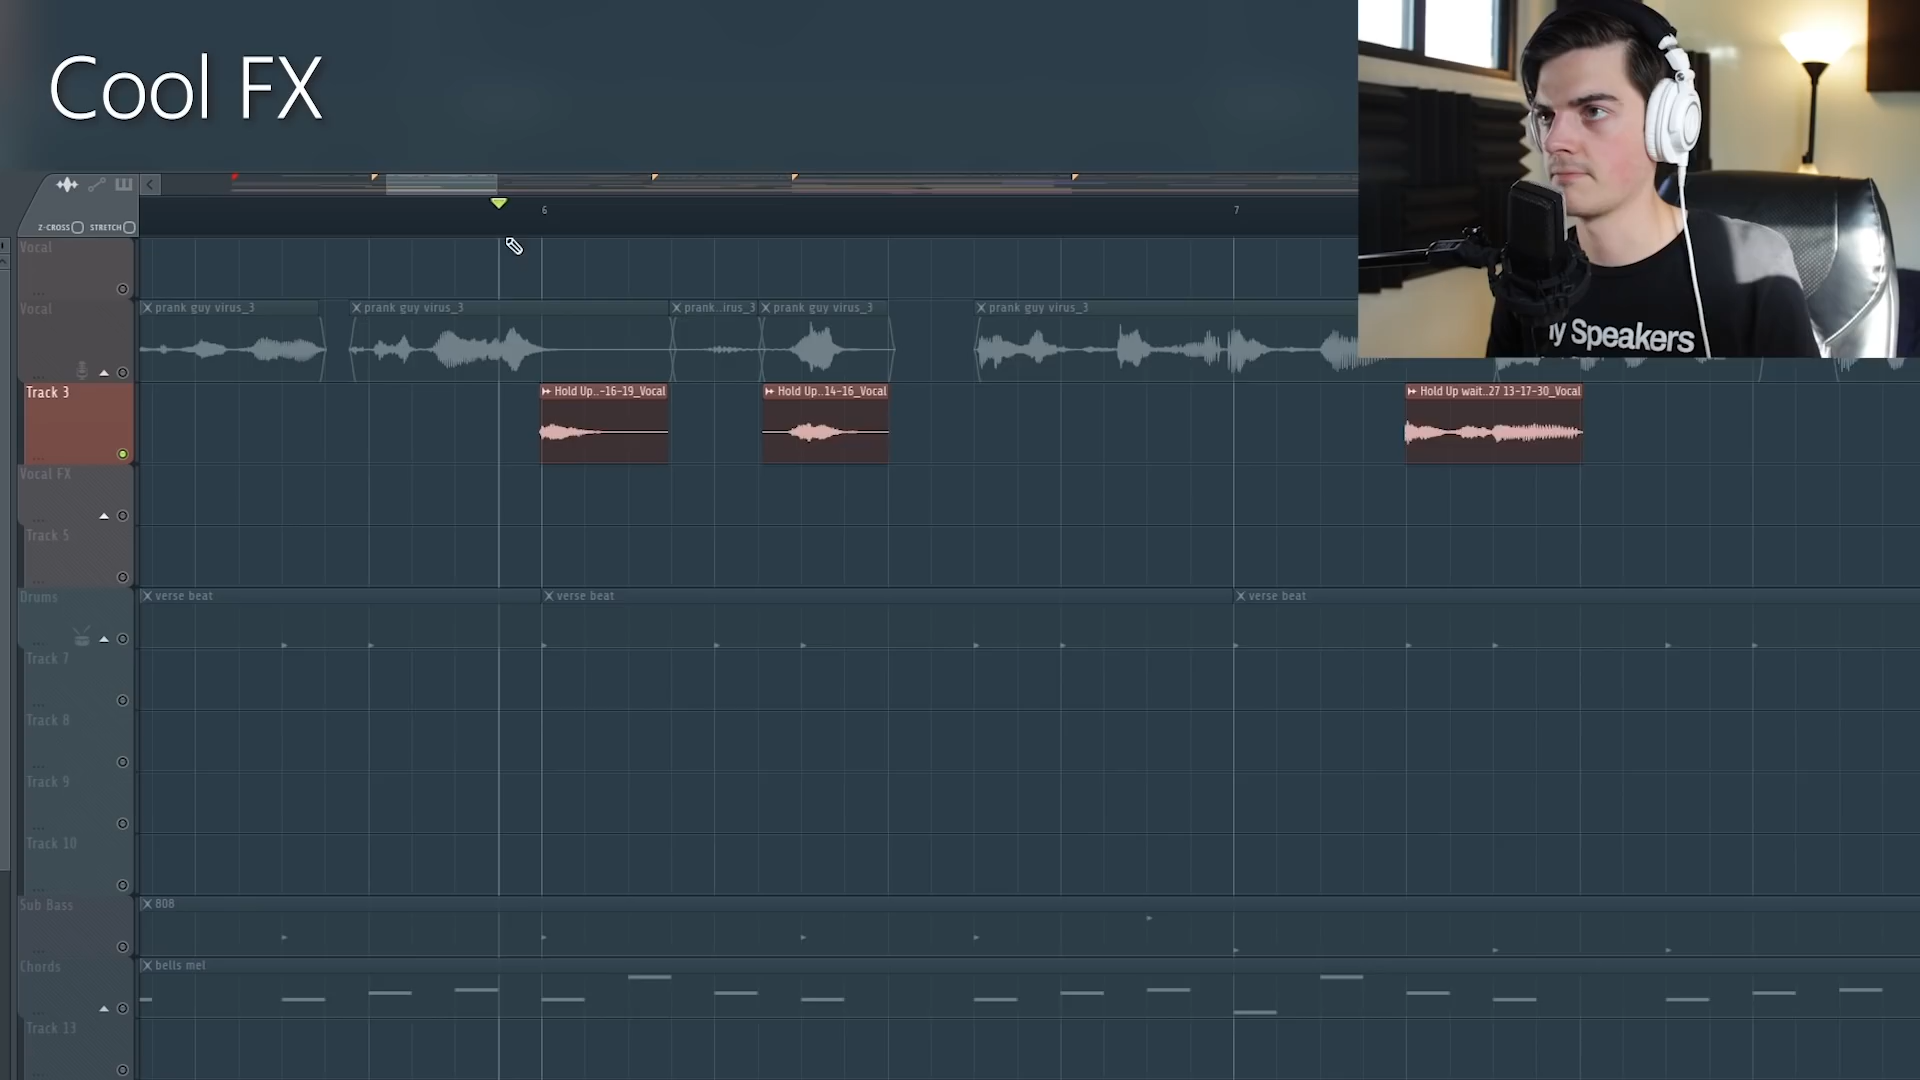 Cool FX
Z-CROSS STRETCH
6
7
Vocal
Vocal
prank guy virus_3
prank guy virus_3
prank..irus_3
prank guy virus_3
prank guy virus_3
y Speakers
Track 3
Hold Up..-16-19_Vocal
Hold Up..14-16_Vocal
Hold Up wait..27 13-17-30_Vocal
Vocal FX
Track 5
Drums
verse beat
verse beat
verse beat
Track 7
Track 8
Track 9
Track 10
Sub Bass
808
Chords
bells mel
Track 13